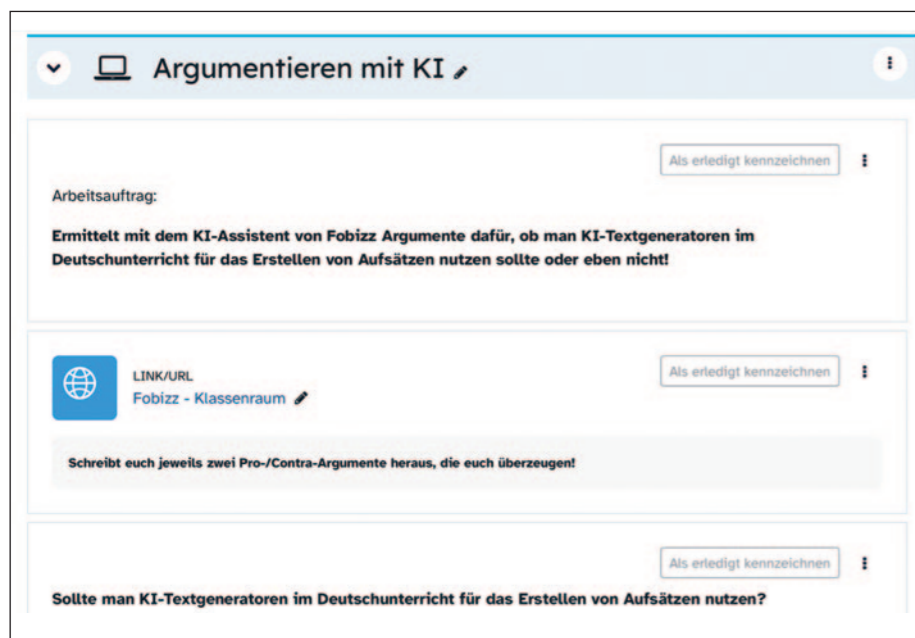 Argumentieren mit KI
Als erledigt kennzeichnen
Arbeitsauftrag:
Ermittelt mit dem KI-Assistent von Fobizz Argumente dafür, ob man KI-Textgeneratoren im
Deutschunterricht für das Erstellen von Aufsätzen nutzen sollte oder eben nicht!
LINK/URL
Als erledigt kennzeichnen
Fobizz - Klassenraum
Schreibt euch jeweils zwei Pro-/Contra-Argumente heraus, die euch überzeugen!
Als erledigt kennzeichnen
Sollte man KI-Textgeneratoren im Deutschunterricht für das Erstellen von Aufsätzen nutzen?